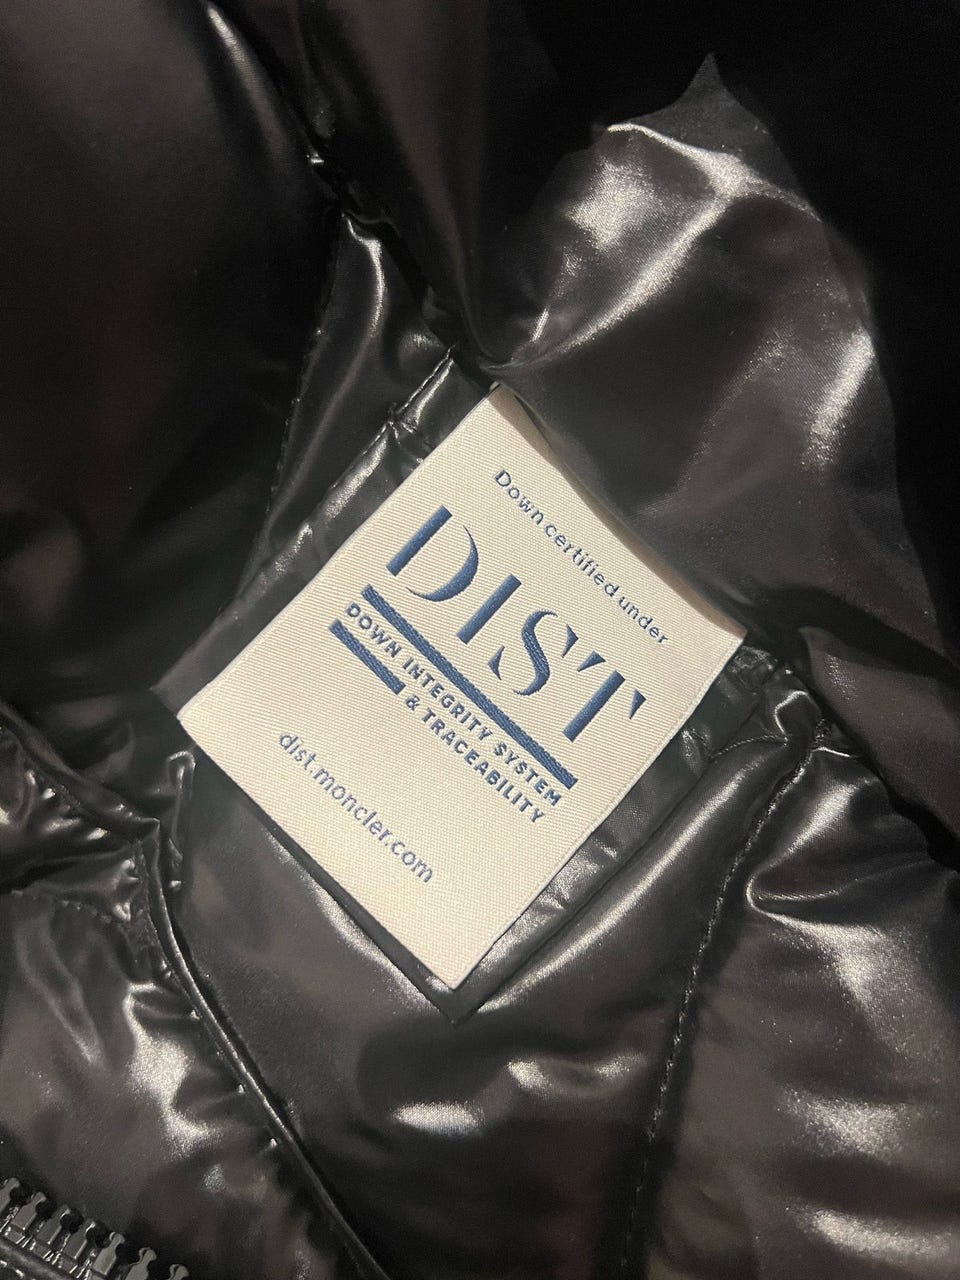 Down certified under
DIST
DOWN INTEGRITY SYSTEM
& TRACEABILITY
dist.moncler.com